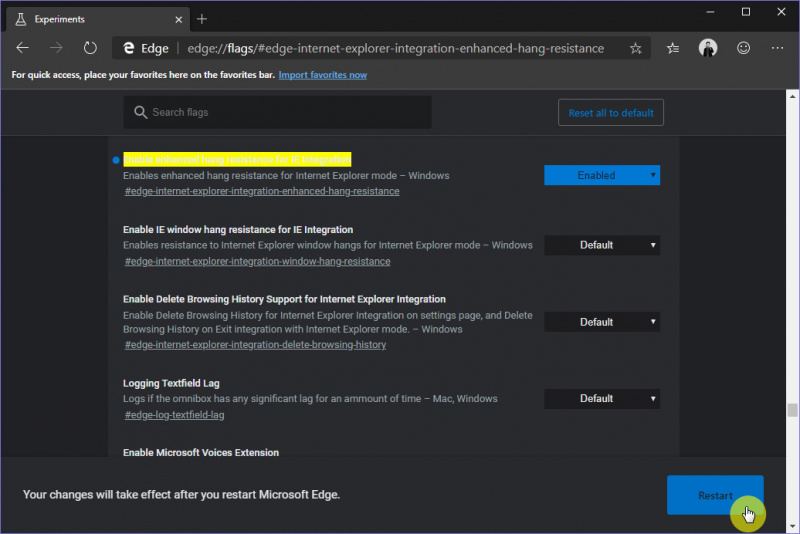 Experiments
Edge
edge://flags/#edge-internet-explorer-integration-enhanced-hang-resistance
For quick access, place your favorites here on the favorites bar. Import favorites now
Search flags
Reset all to default
Enable enhanced hang resistance for IE Integration
Enables enhanced hang resistance for Internet Explorer mode – Windows
#edge-internet-explorer-integration-enhanced-hang-resistance
Enabled
Enable IE window hang resistance for IE Integration
Enables resistance to Internet Explorer window hangs for Internet Explorer mode – Windows
#edge-internet-explorer-integration-window-hang-resistance
Default
Enable Delete Browsing History Support for Internet Explorer Integration
Enable Delete Browsing History for Internet Explorer Integration on settings page, and Delete
Browsing History on Exit integration with Internet Explorer mode. – Windows
#edge-internet-explorer-integration-delete-browsing-history
Default
Logging Textfield Lag
Logs if the omnibox has any significant lag for an ammount of time – Mac, Windows
#edge-log-textfield-lag
Default
Enable Microsoft Voices Extension
Your changes will take effect after you restart Microsoft Edge.
Restart